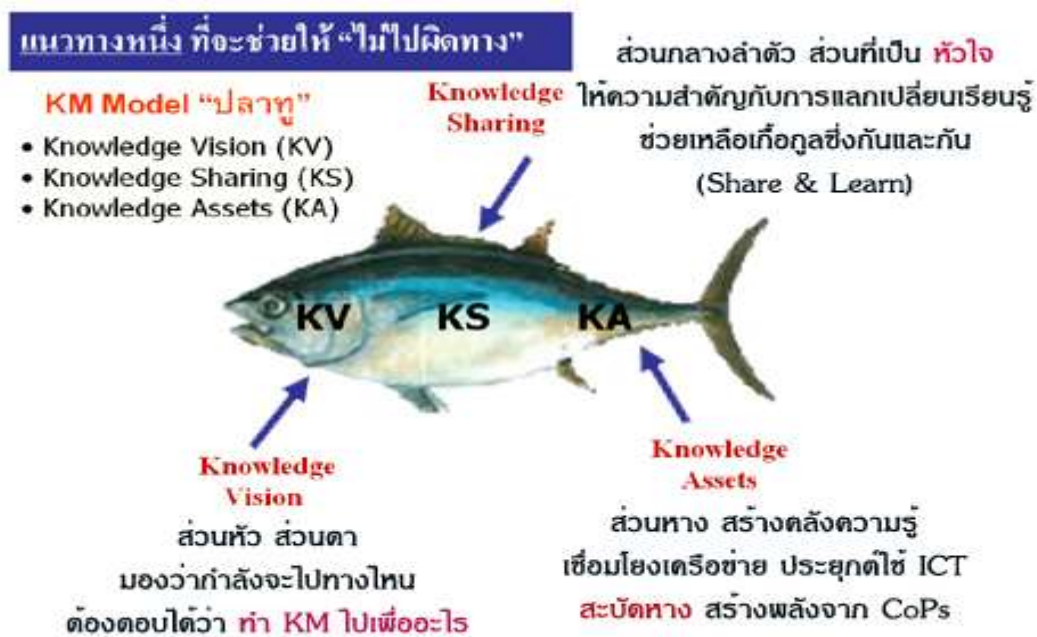 แนวทางหนึ่ง ที่จะช่วยให้ “ไม่ไปผิดทาง”
KM Model “ปลาทู”
• Knowledge Vision (KV)
• Knowledge Sharing (KS)
• Knowledge Assets (KA)
Knowledge
Sharing
ส่วนกลางลำตัว ส่วนที่เป็น หัวใจ
ให้ความสำคัญกับการแลกเปลี่ยนเรียนรู้
ช่วยเหลือเกื้อกูลซึ่งกันและกัน
(Share & Learn)
KV
KS
KA
Knowledge
Vision
ส่วนหัว ส่วนตา
มองว่ากำลังจะไปทางไหน
ต้องตอบได้ว่า ทำ KM ไปเพื่ออะไร
Knowledge
Assets
ส่วนหาง สร้างคลังความรู้
เชื่อมโยงเครือข่าย ประยุกต์ใช้ ICT
สะบัดหาง สร้างพลังจาก CoPs